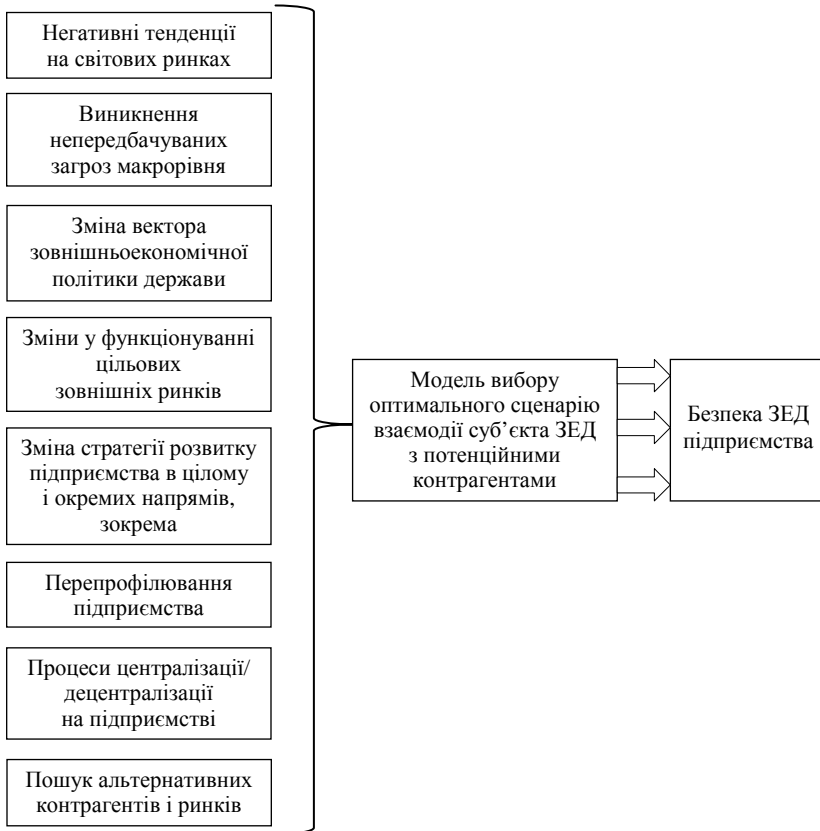 Негативні тенденції
на світових ринках
Виникнення
непередбачуваних
загроз макрорівня
Зміна вектора
зовнішньоекономічної
політики держави
Зміни у функціонуванні
цільових
зовнішніх ринків
Зміна стратегії розвитку
підприємства в цілому
і окремих напрямів,
зокрема
Перепрофілювання
підприємства
Процеси централізації/
децентралізації
на підприємстві
Пошук альтернативних
контрагентів і ринків
Модель вибору
оптимального сценарію
взаємодії суб’єкта ЗЕД
з потенційними
контрагентами
Безпека ЗЕД
підприємства